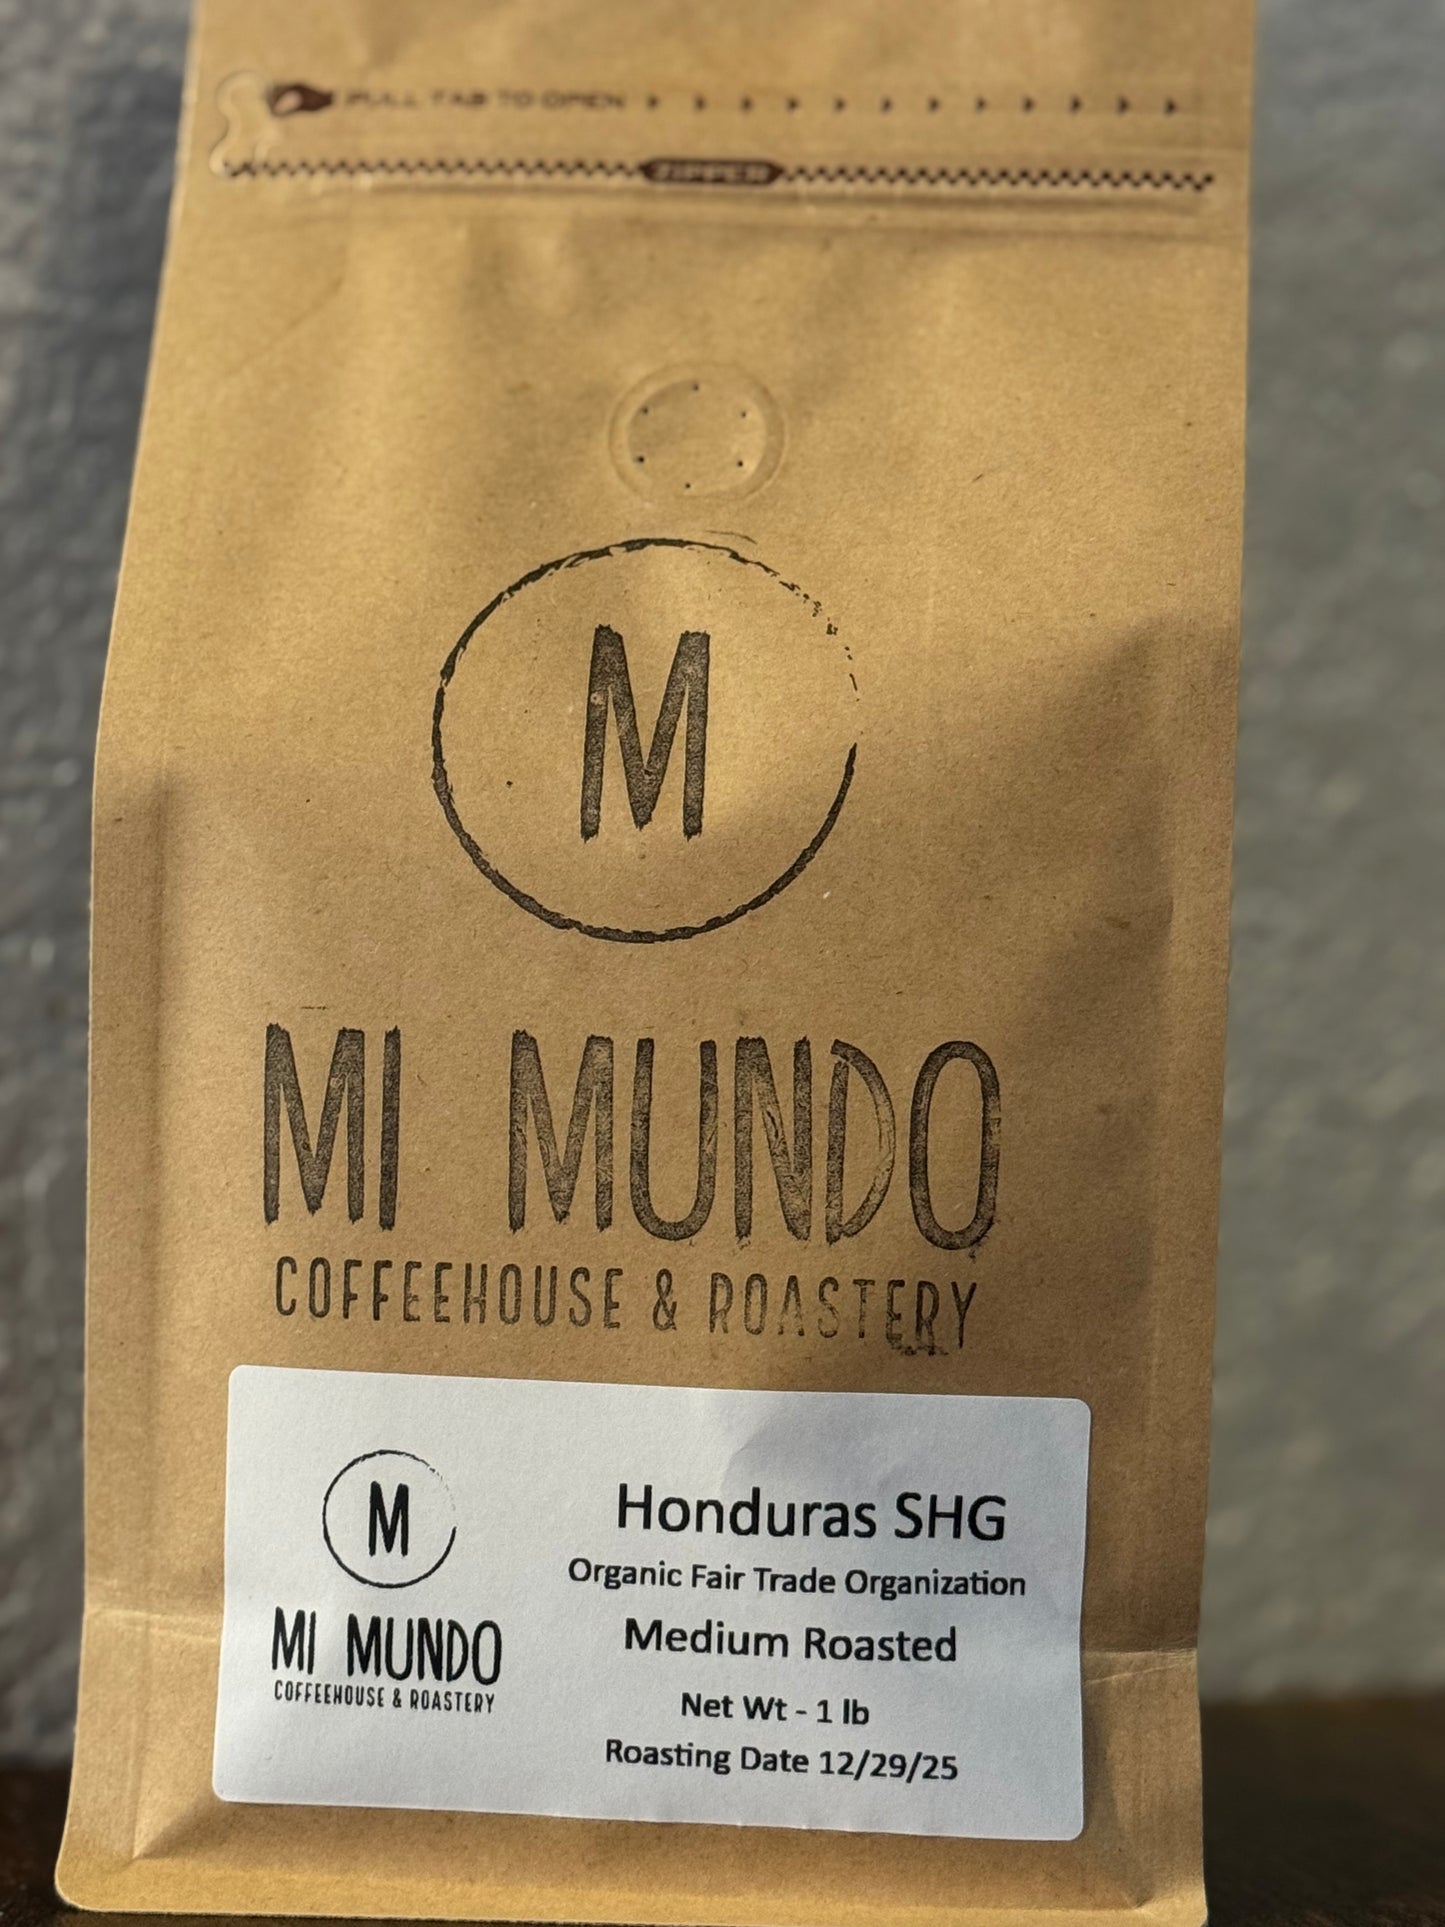 PULL TAB TO OPEN
ZIPPER
M
MI MUNDO
COFFEEHOUSE & ROASTERY
M
MI MUNDO
COFFEEHOUSE & ROASTERY
Honduras SHG
Organic Fair Trade Organization
Medium Roasted
Net Wt - 1 lb
Roasting Date 12/29/25